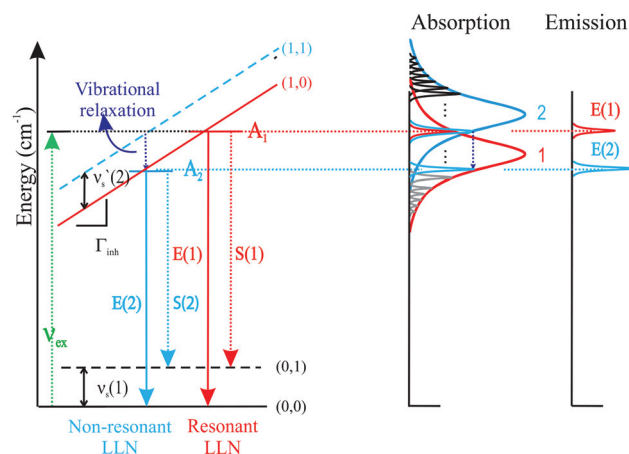 Absorption
Emission
Energy (cm⁻¹)
(1,1)
(1,0)
Vibrational
relaxation
A₁
A₂
νₛ`(2)
Γᵢₙₕ
νₑₓ
E(1)
S(1)
E(2)
S(2)
(0,1)
νₛ(1)
(0,0)
Non-resonant
LLN
Resonant
LLN
2
1
E(1)
E(2)